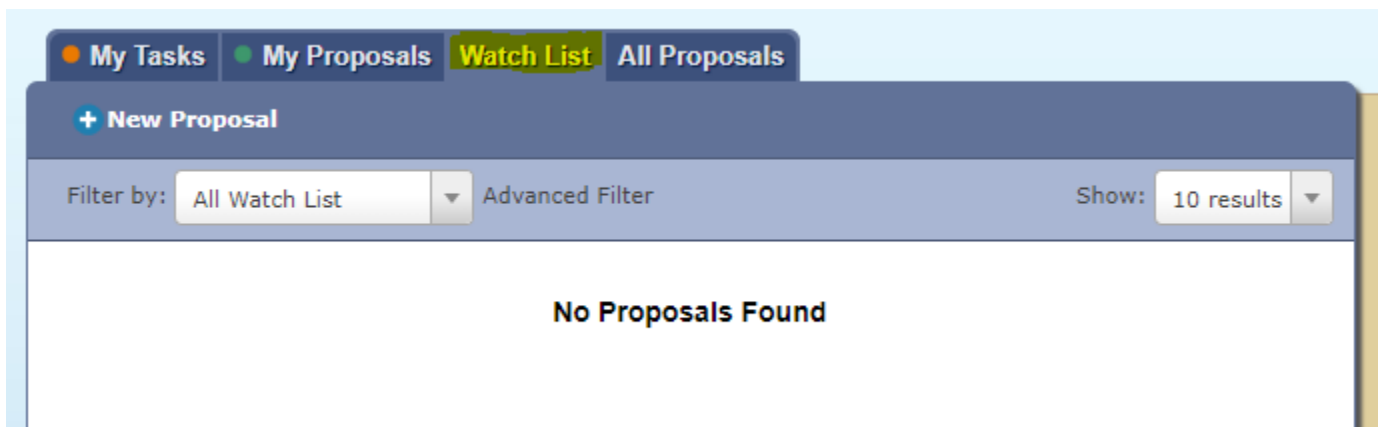 My Tasks My Proposals Watch List All Proposals
New Proposal
Filter by: All Watch List Advanced Filter Show: 10 results
No Proposals Found